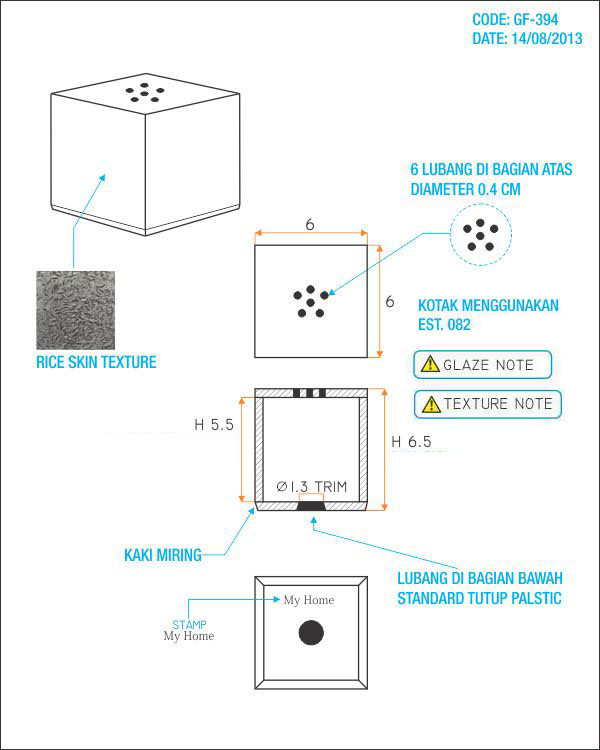 CODE: GF-394
DATE: 14/08/2013
6 LUBANG DI BAGIAN ATAS
DIAMETER 0.4 CM
6
6
KOTAK MENGGUNAKAN
EST. 082
RICE SKIN TEXTURE
GLAZE NOTE
TEXTURE NOTE
H 5.5
H 6.5
Ø1.3 TRIM
KAKI MIRING
LUBANG DI BAGIAN BAWAH
STANDARD TUTUP PALSTIC
My Home
STAMP
My Home